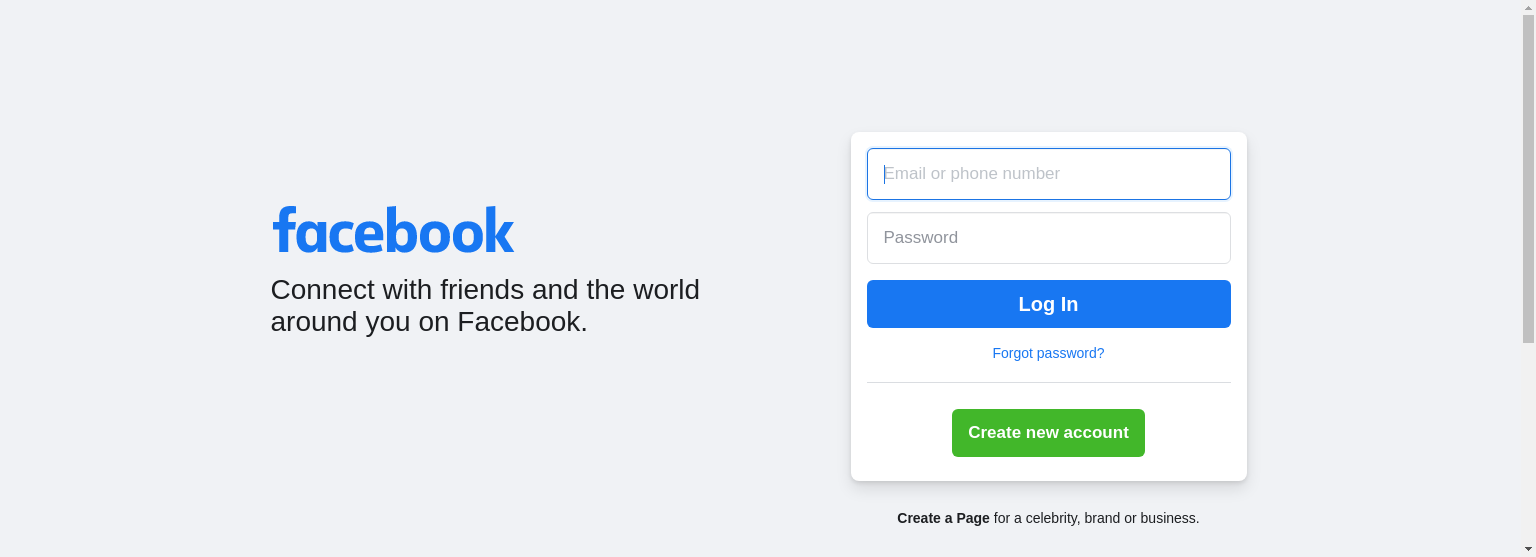 facebook
Connect with friends and the world
around you on Facebook.
Email or phone number
Password
Log In
Forgot password?
Create new account
Create a Page for a celebrity, brand or business.